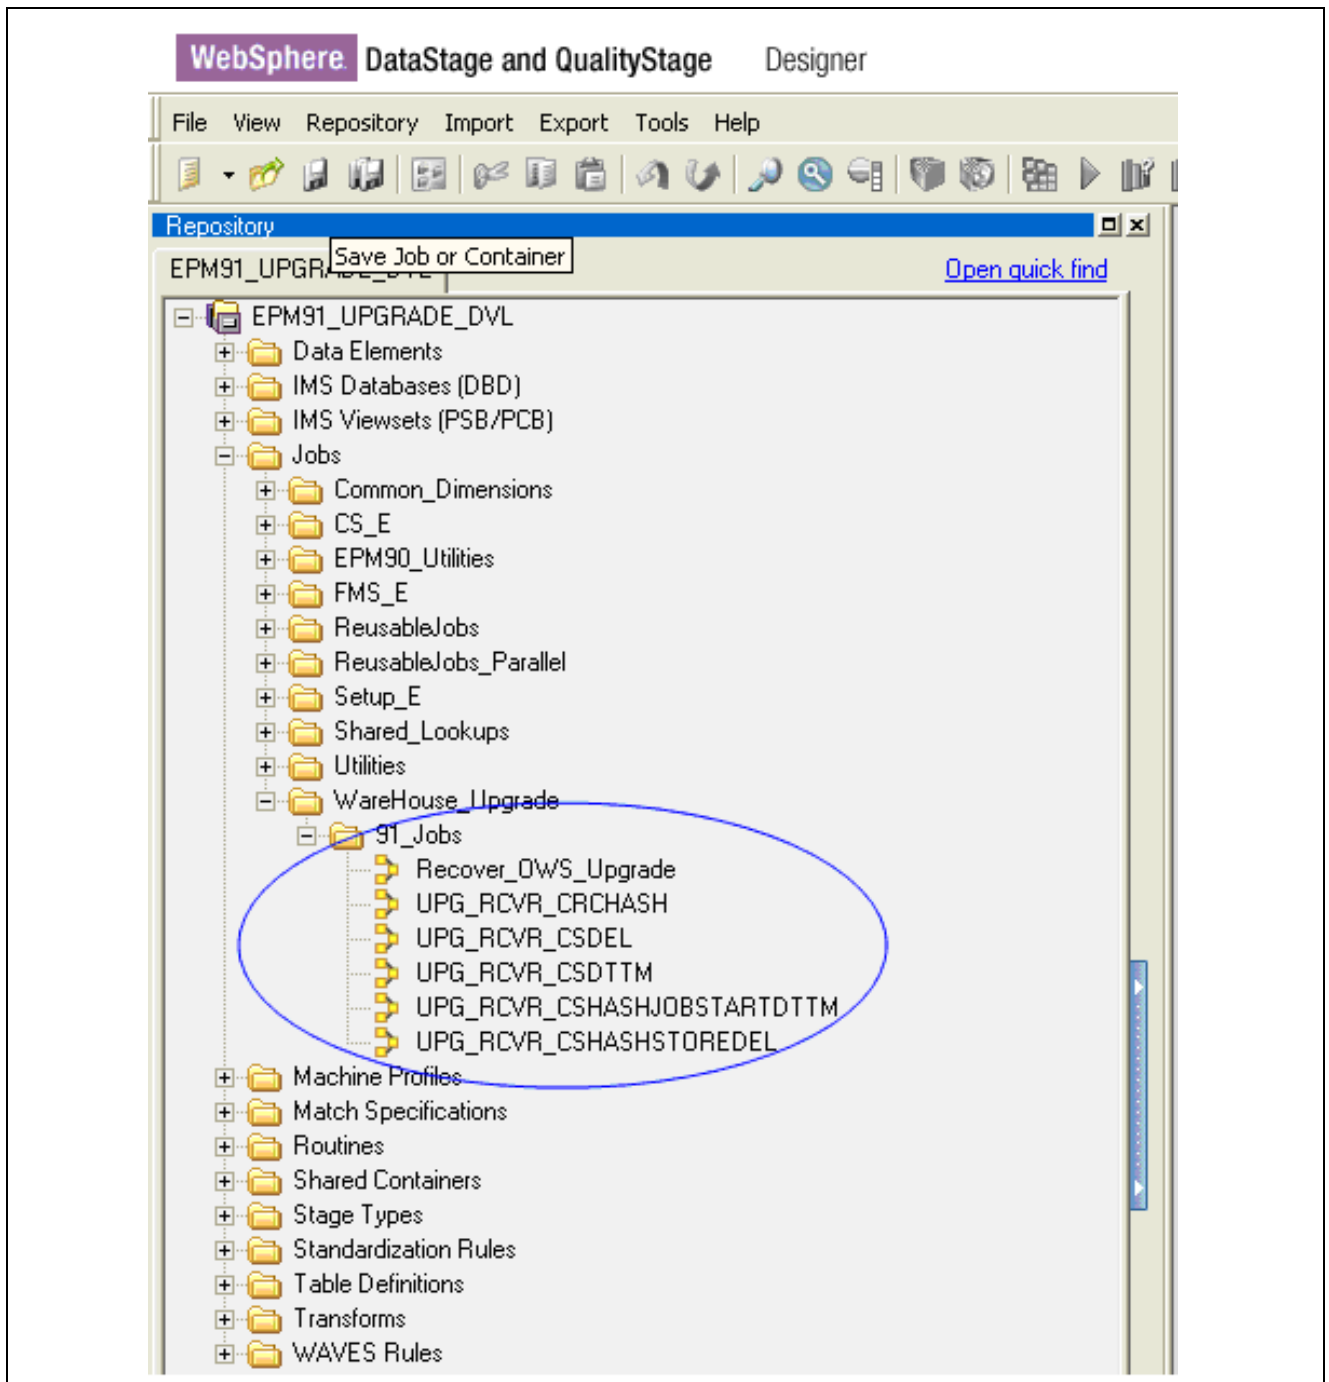 WebSphere. DataStage and QualityStage Designer
File View Repository Import Export Tools Help
Repository
Save Job or Container
EPM91_UPGRADE_DVL Open quick find
EPM91_UPGRADE_DVL
Data Elements
IMS Databases (DBD)
IMS Viewsets (PSB/PCB)
Jobs
Common_Dimensions
CS_E
EPM90_Utilities
FMS_E
ReusableJobs
ReusableJobs_Parallel
Setup_E
Shared_Lookups
Utilities
WareHouse_Upgrade
91_Jobs
Recover_OWS_Upgrade
UPG_RCVR_CRCHASH
UPG_RCVR_CSDEL
UPG_RCVR_CSDTTM
UPG_RCVR_CSHASHJOBSTARTDTTM
UPG_RCVR_CSHASHSTOREDEL
Machine Profiles
Match Specifications
Routines
Shared Containers
Stage Types
Standardization Rules
Table Definitions
Transforms
WAVES Rules